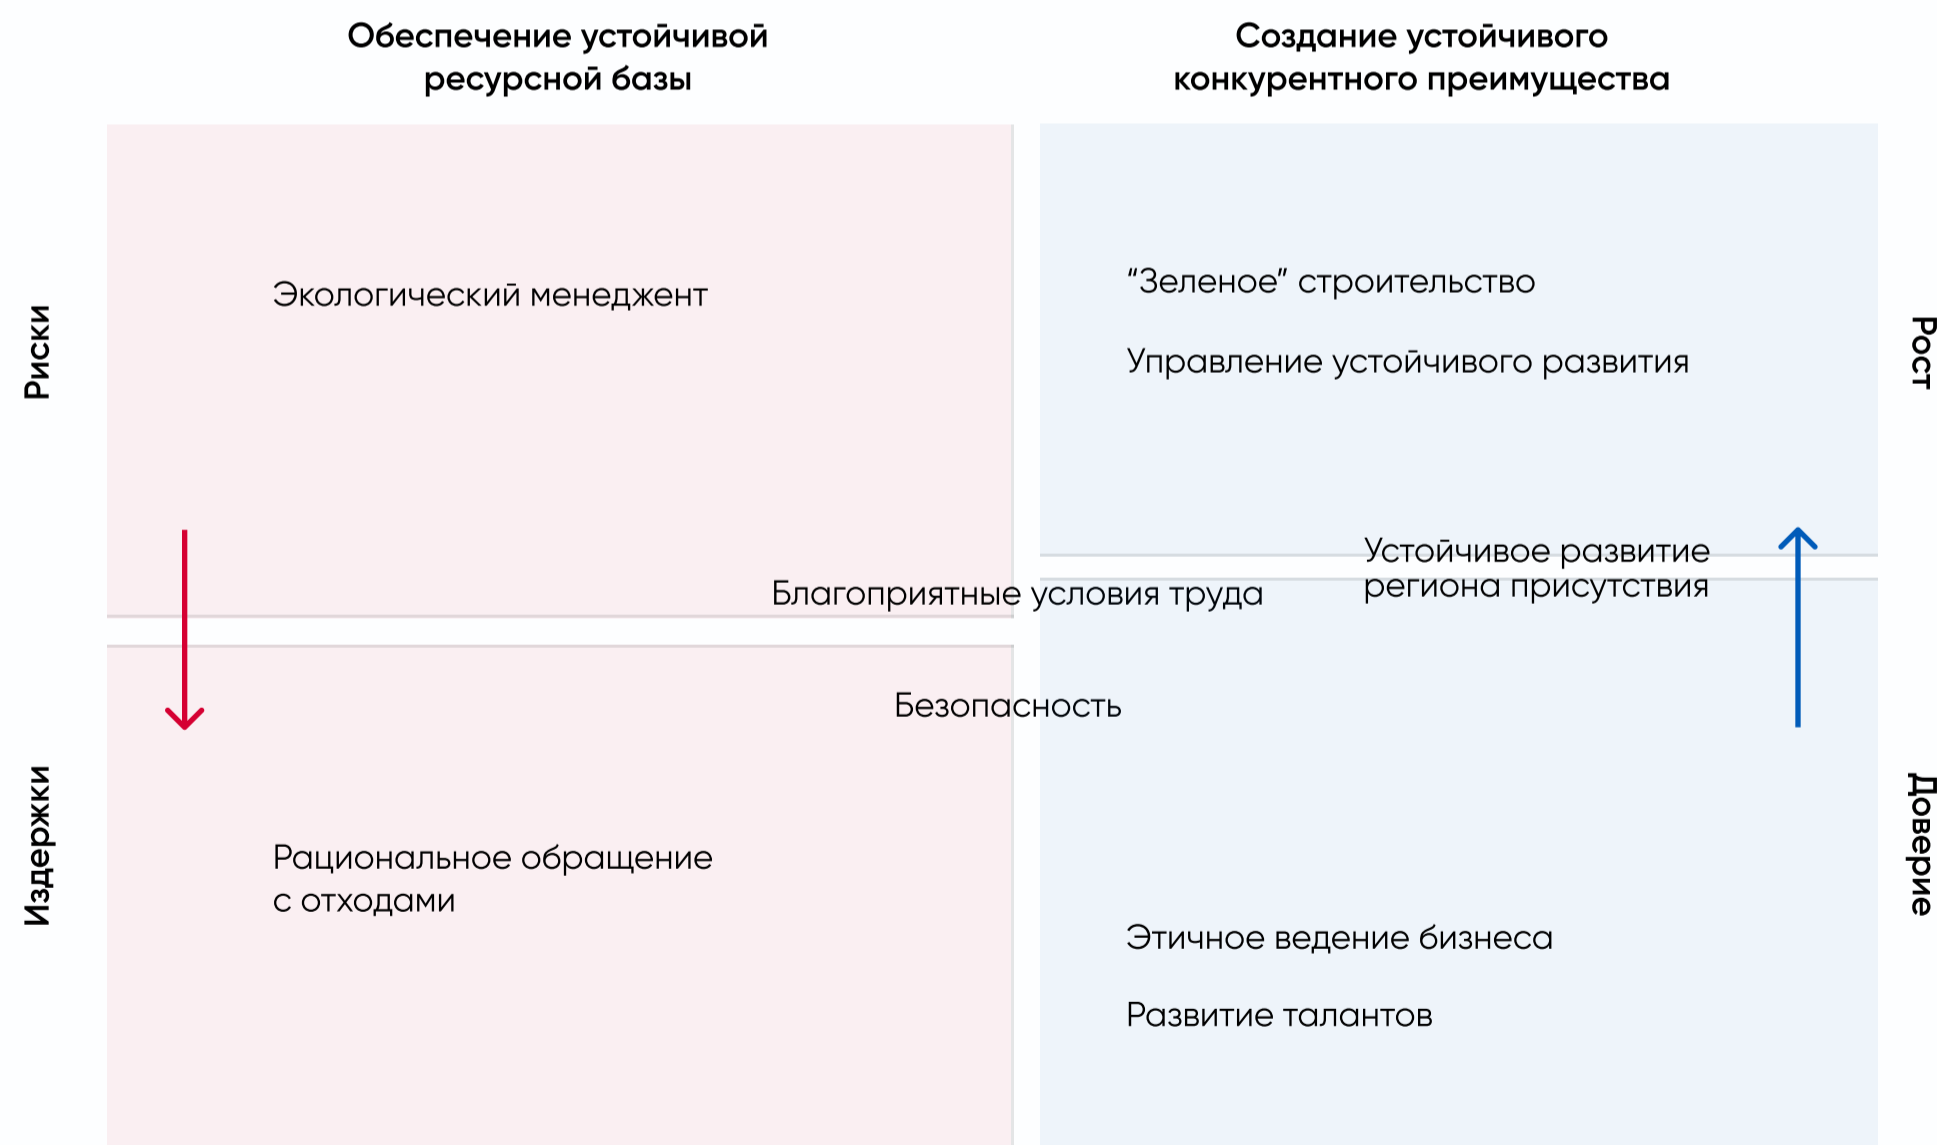 Обеспечение устойчивой
ресурсной базы
Создание устойчивого
конкурентного преимущества
Риски
Экологический менеджент
“Зеленое” строительство
Управление устойчивого развития
Рост
Устойчивое развитие
региона присутствия
Благоприятные условия труда
Безопасность
Издержки
Рациональное обращение
с отходами
Доверие
Этичное ведение бизнеса
Развитие талантов